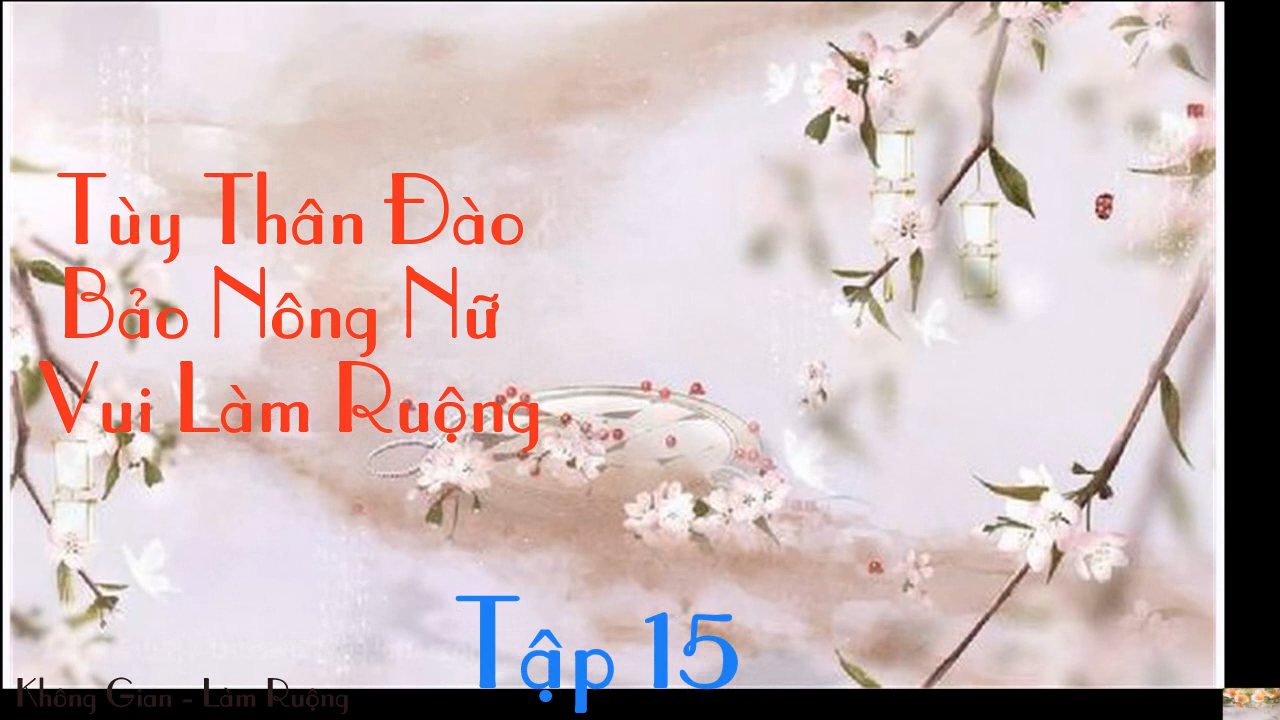 Tùy Thân Đào
Bảo Nông Nữ
Vui Làm Ruộng
Tập 15
Không Gian - Làm Ruộng